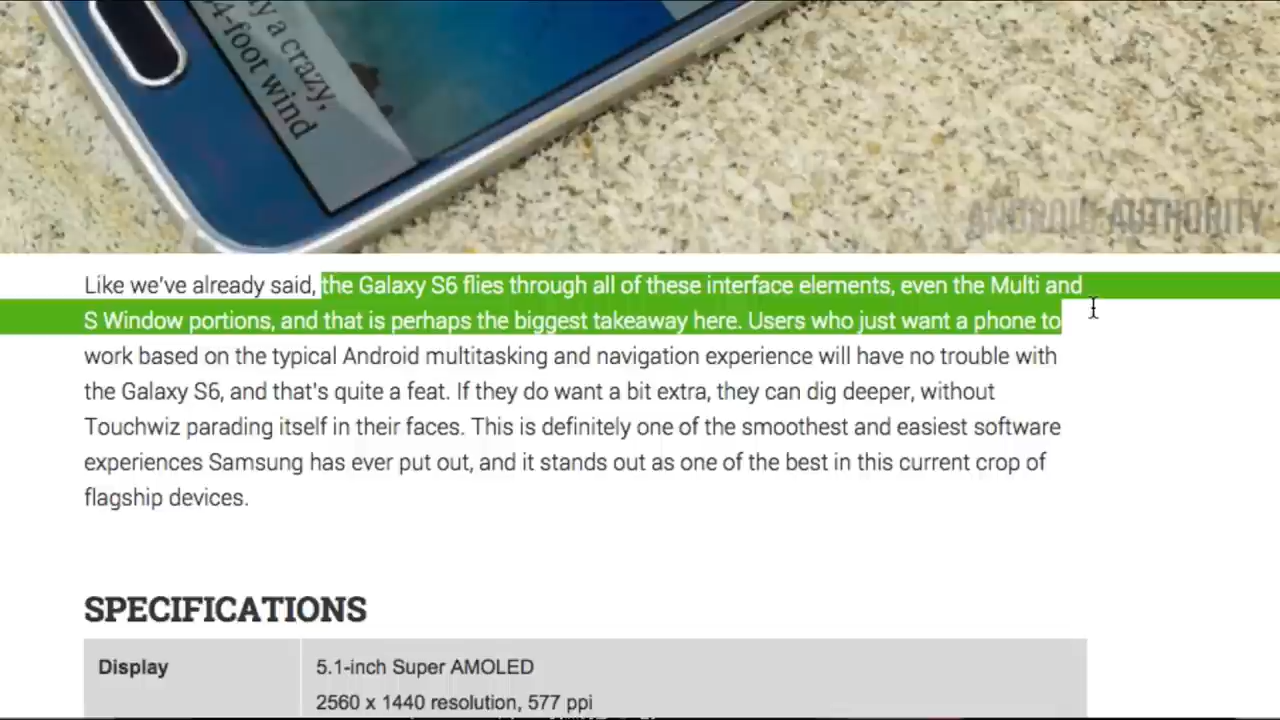 y a crazy,
4-foot wind
ANDROID AUTHORITY
Like we've already said, the Galaxy S6 flies through all of these interface elements, even the Multi and
S Window portions, and that is perhaps the biggest takeaway here. Users who just want a phone to
work based on the typical Android multitasking and navigation experience will have no trouble with
the Galaxy S6, and that's quite a feat. If they do want a bit extra, they can dig deeper, without
Touchwiz parading itself in their faces. This is definitely one of the smoothest and easiest software
experiences Samsung has ever put out, and it stands out as one of the best in this current crop of
flagship devices.
SPECIFICATIONS
Display
5.1-inch Super AMOLED
2560 x 1440 resolution, 577 ppi